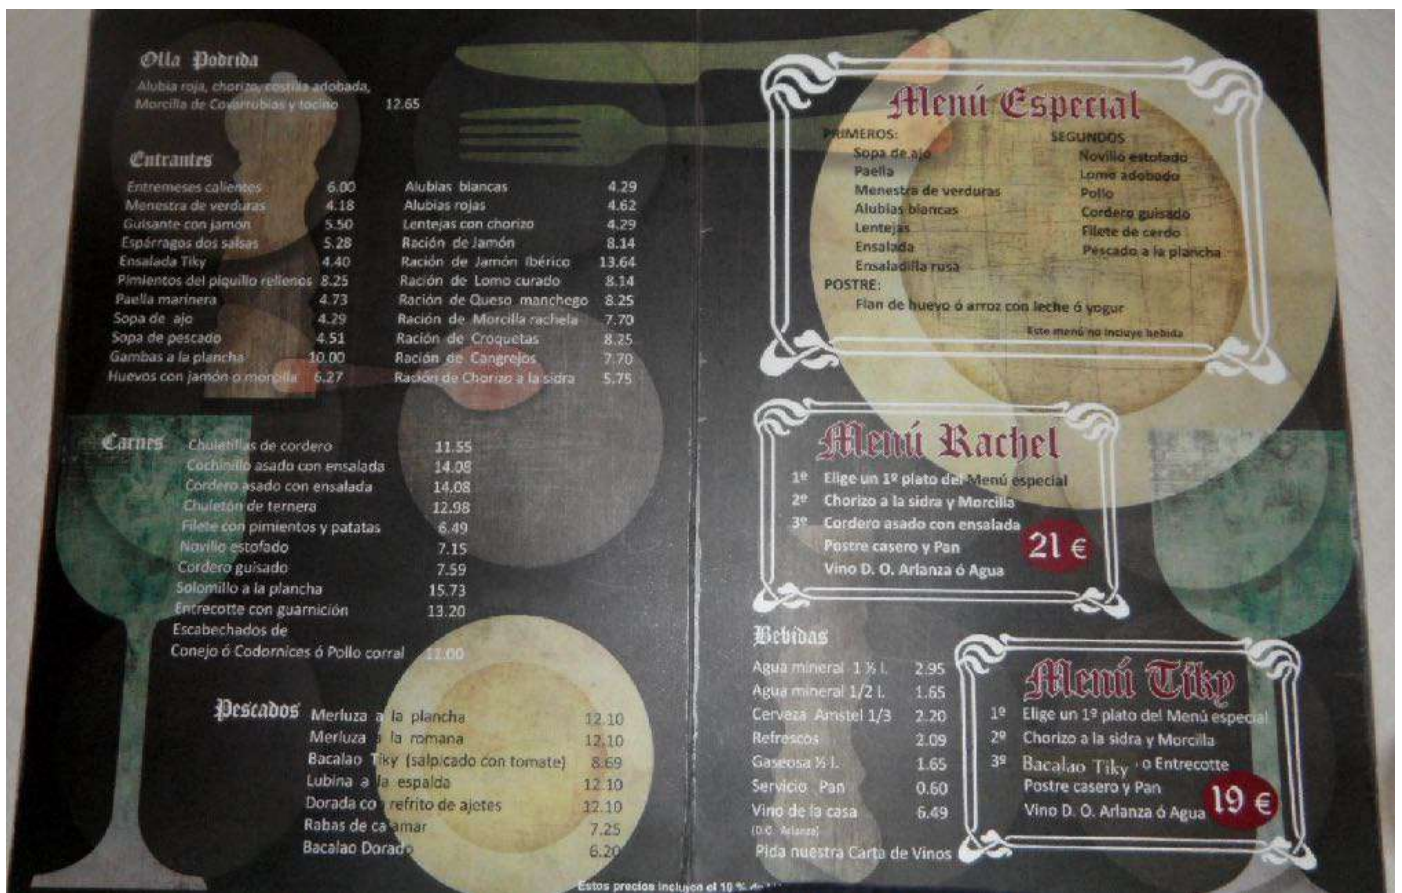 Olla Podrida
Alubia roja, chorizo, costilla adobada,
Morcilla de Covarrubias y tocino 12.65
Entrantes
Entremeses calientes 6.00
Menestra de verduras 4.18
Guisante con jamón 5.50
Espárragos dos salsas 5.28
Ensalada Tiky 4.40
Pimientos del piquillo rellenos 8.25
Paella marinera 4.73
Sopa de ajo 4.29
Sopa de pescado 4.51
Gambas a la plancha 10.00
Huevos con jamón o morcilla 6.27
Alubias blancas 4.29
Alubias rojas 4.62
Lentejas con chorizo 4.29
Ración de Jamón 8.14
Ración de Jamón Ibérico 13.64
Ración de Lomo curado 8.14
Ración de Queso manchego 8.25
Ración de Morcilla rachela 7.70
Ración de Croquetas 8.25
Ración de Cangrejos 7.70
Ración de Chorizo a la sidra 5.75
Carnes
Chuletillas de cordero 11.55
Cochinillo asado con ensalada 14.08
Cordero asado con ensalada 14.08
Chuletón de ternera 12.98
Filete con pimientos y patatas 6.49
Novillo estofado 7.15
Cordero guisado 7.59
Solomillo a la plancha 15.73
Entrecotte con guarnición 13.20
Escabechados de
Conejo ó Codornices ó Pollo corral 12.00
Pescados
Merluza a la plancha 12.10
Merluza a la romana 12.10
Bacalao Tiky (salpicado con tomate) 8.69
Lubina a la espalda 12.10
Dorada co refrito de ajetes 12.10
Rabas de ca amar 7.25
Bacalao Dorado 6.20
Menú Especial
PRIMEROS:
Sopa de ajo
Paella
Menestra de verduras
Alubias blancas
Lentejas
Ensalada
Ensaladilla rusa
SEGUNDOS
Novillo estofado
Lomo adobado
Pollo
Cordero guisado
Filete de cerdo
Pescado a la plancha
POSTRE:
Flan de huevo ó arroz con leche ó yogur
Este menú no incluye bebida
Menú Rachel
1º Elige un 1º plato del Menú especial
2º Chorizo a la sidra y Morcilla
3º Cordero asado con ensalada
Postre casero y Pan
Vino D. O. Arlanza ó Agua
21 €
Bebidas
Agua mineral 1 ½ l. 2.95
Agua mineral 1/2 l. 1.65
Cerveza Amstel 1/3 2.20
Refrescos 2.09
Gaseosa ½ l. 1.65
Servicio Pan 0.60
Vino de la casa 6.49
(D.O. Arlanza)
Pida nuestra Carta de Vinos
Menú Tiky
1º Elige un 1º plato del Menú especial
2º Chorizo a la sidra y Morcilla
3º Bacalao Tiky o Entrecotte
Postre casero y Pan
Vino D. O. Arlanza ó Agua
19 €
Estos precios incluyen el 10 % de